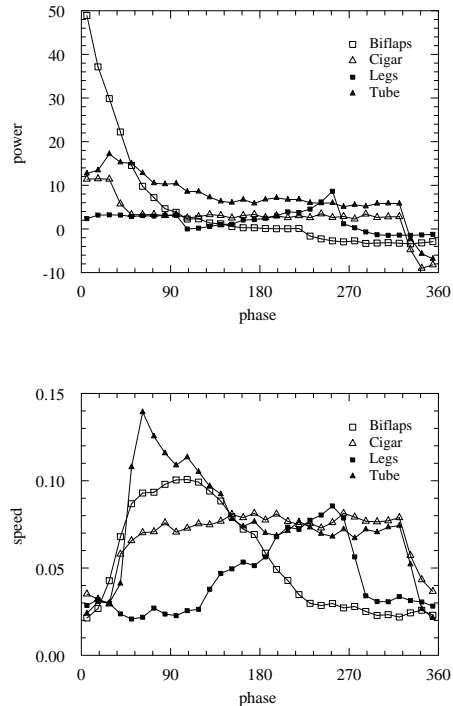 50
40
30
20
10
0
-10
power
Biflaps
Cigar
Legs
Tube
0 90 180 270 360
phase
0.15
0.10
0.05
0.00
speed
Biflaps
Cigar
Legs
Tube
0 90 180 270 360
phase